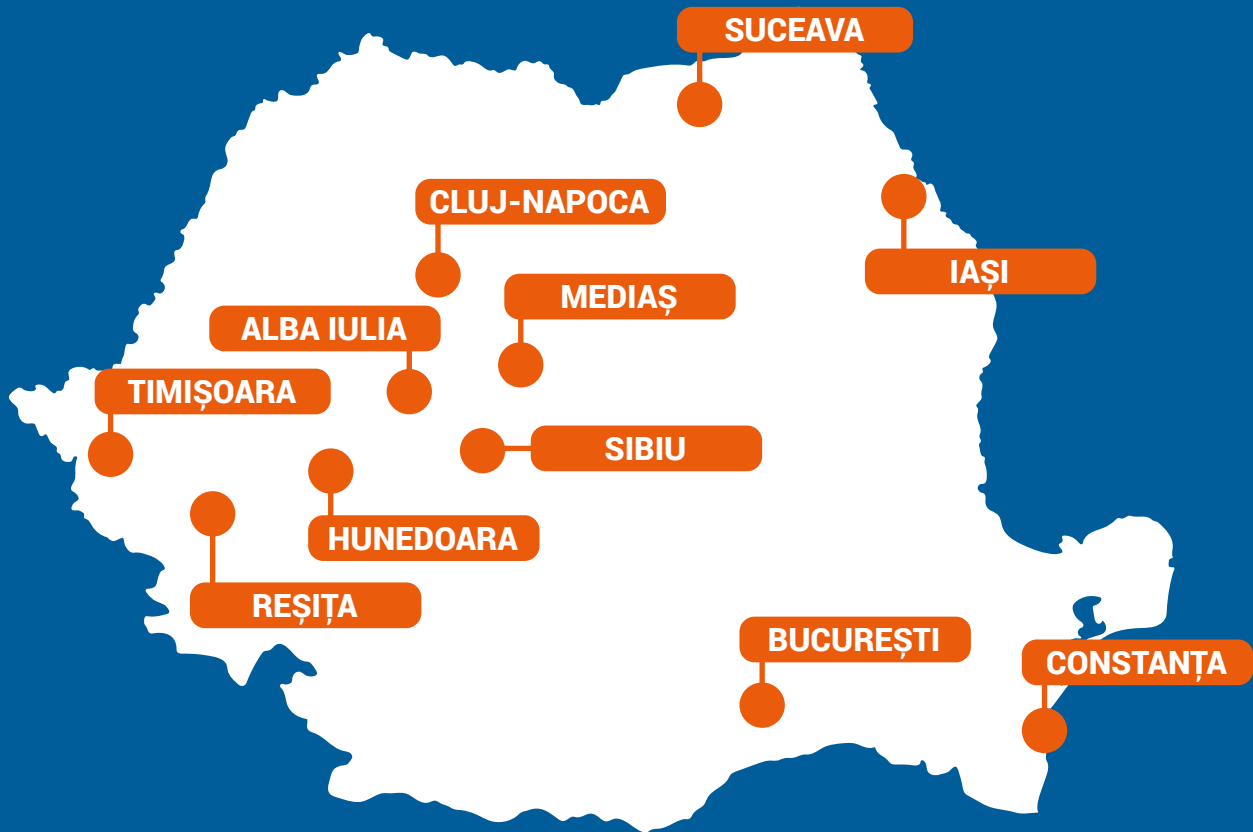 SUCEAVA
CLUJ-NAPOCA
IAȘI
MEDIAȘ
ALBA IULIA
TIMIȘOARA
SIBIU
HUNEDOARA
REȘIȚA
BUCUREȘTI
CONSTANȚA